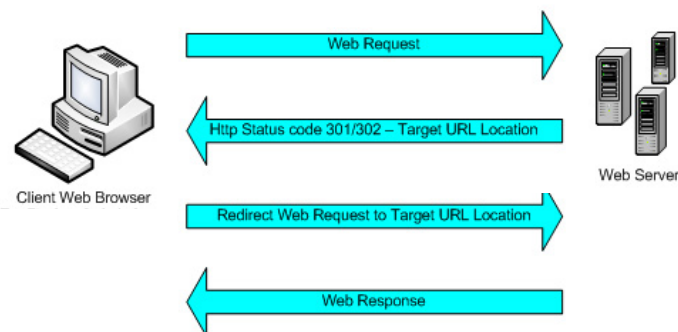 Web Request
Http Status code 301/302 – Target URL Location
Web Server
Client Web Browser
Redirect Web Request to Target URL Location
Web Response